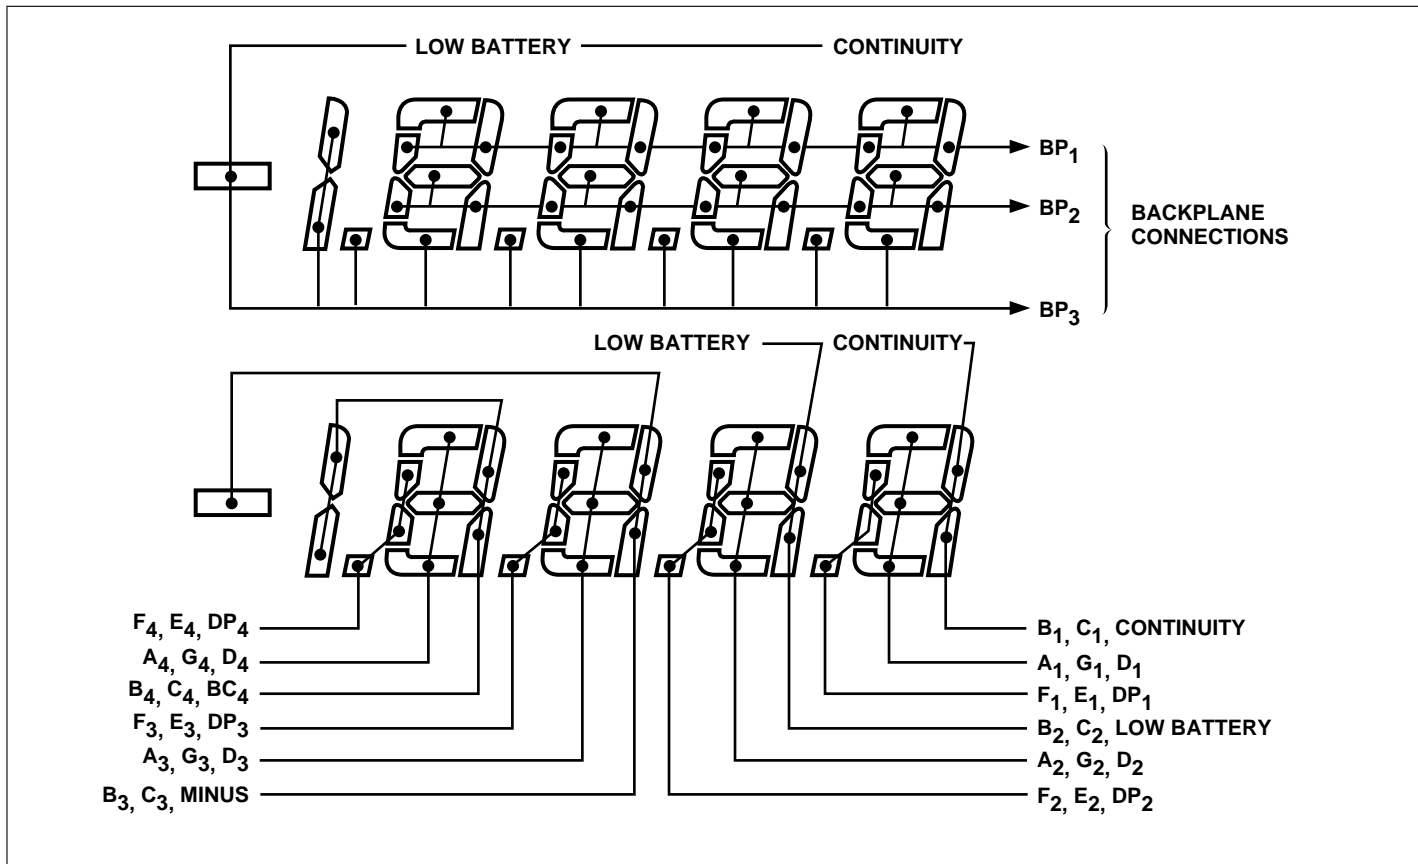 LOW BATTERY CONTINUITY
BP1
BP2
BACKPLANE
CONNECTIONS
BP3
LOW BATTERY CONTINUITY
F4, E4, DP4
A4, G4, D4
B4, C4, BC4
F3, E3, DP3
A3, G3, D3
B3, C3, MINUS
B1, C1, CONTINUITY
A1, G1, D1
F1, E1, DP1
B2, C2, LOW BATTERY
A2, G2, D2
F2, E2, DP2